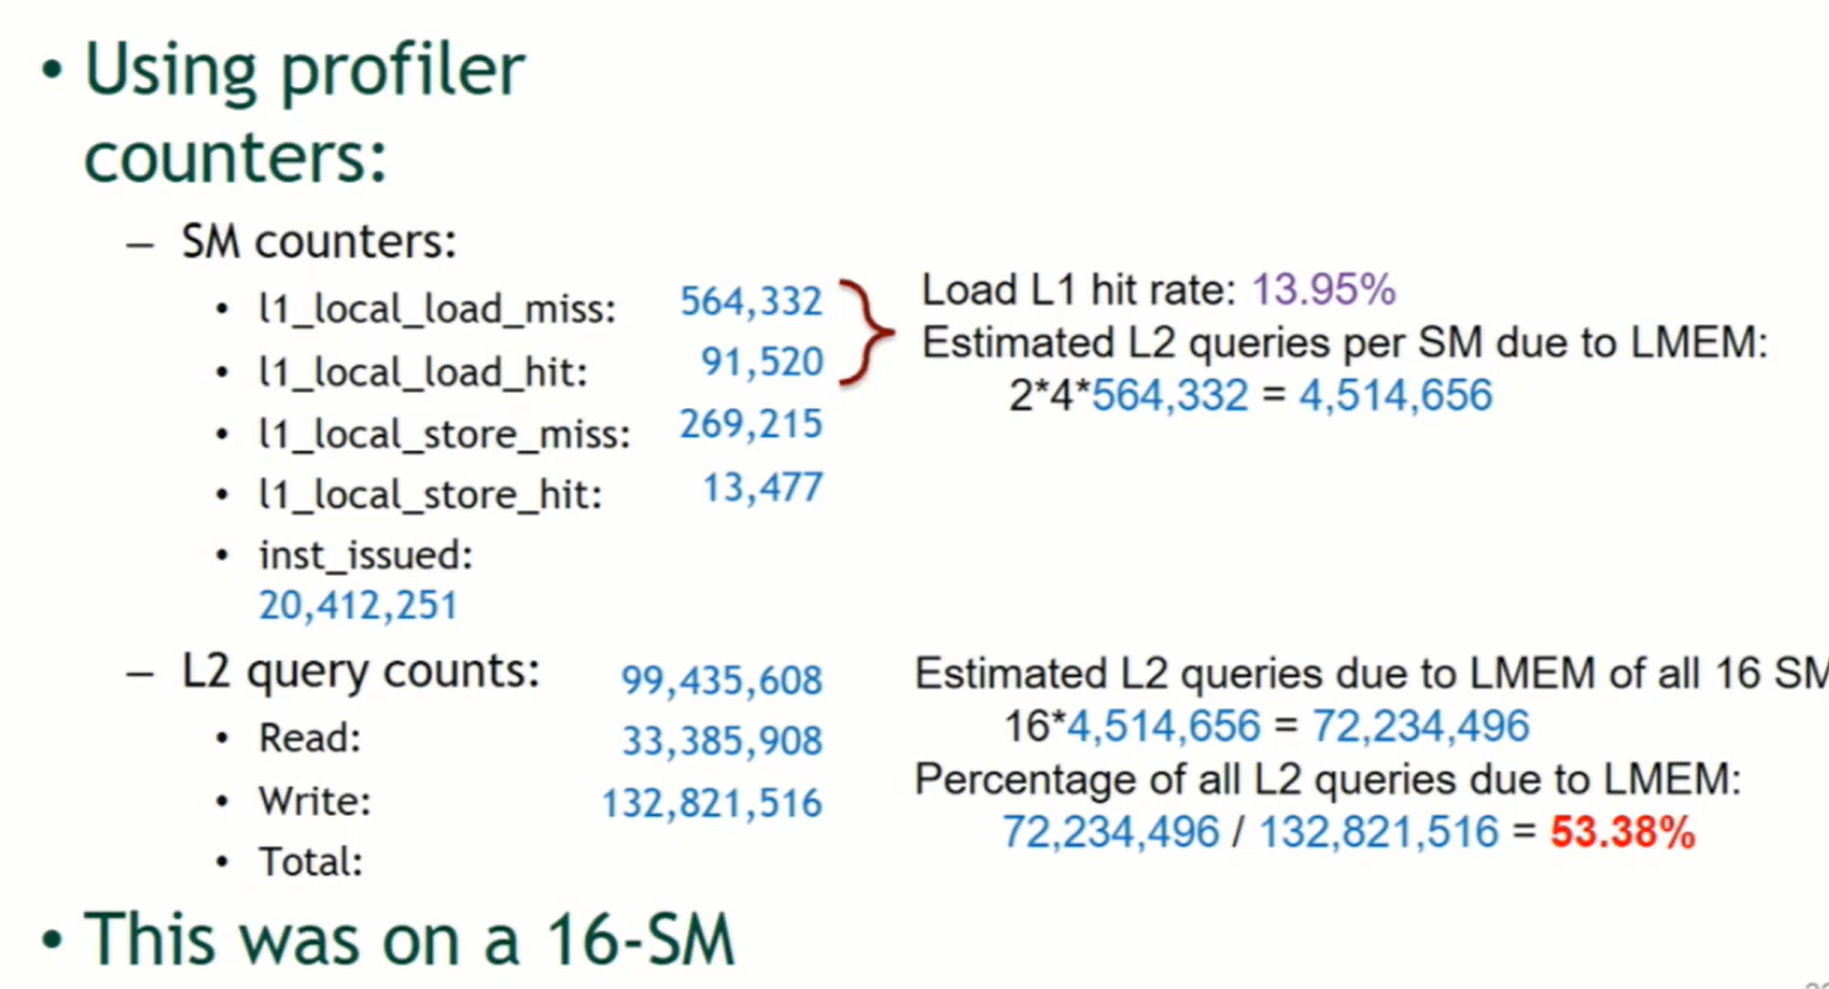 • Using profiler
counters:
– SM counters:
• l1_local_load_miss: 564,332
• l1_local_load_hit: 91,520
• l1_local_store_miss: 269,215
• l1_local_store_hit: 13,477
• inst_issued:
20,412,251
Load L1 hit rate: 13.95%
Estimated L2 queries per SM due to LMEM:
2*4*564,332 = 4,514,656
– L2 query counts: 99,435,608
• Read: 33,385,908
• Write: 132,821,516
• Total:
Estimated L2 queries due to LMEM of all 16 SM
16*4,514,656 = 72,234,496
Percentage of all L2 queries due to LMEM:
72,234,496 / 132,821,516 = 53.38%
• This was on a 16-SM